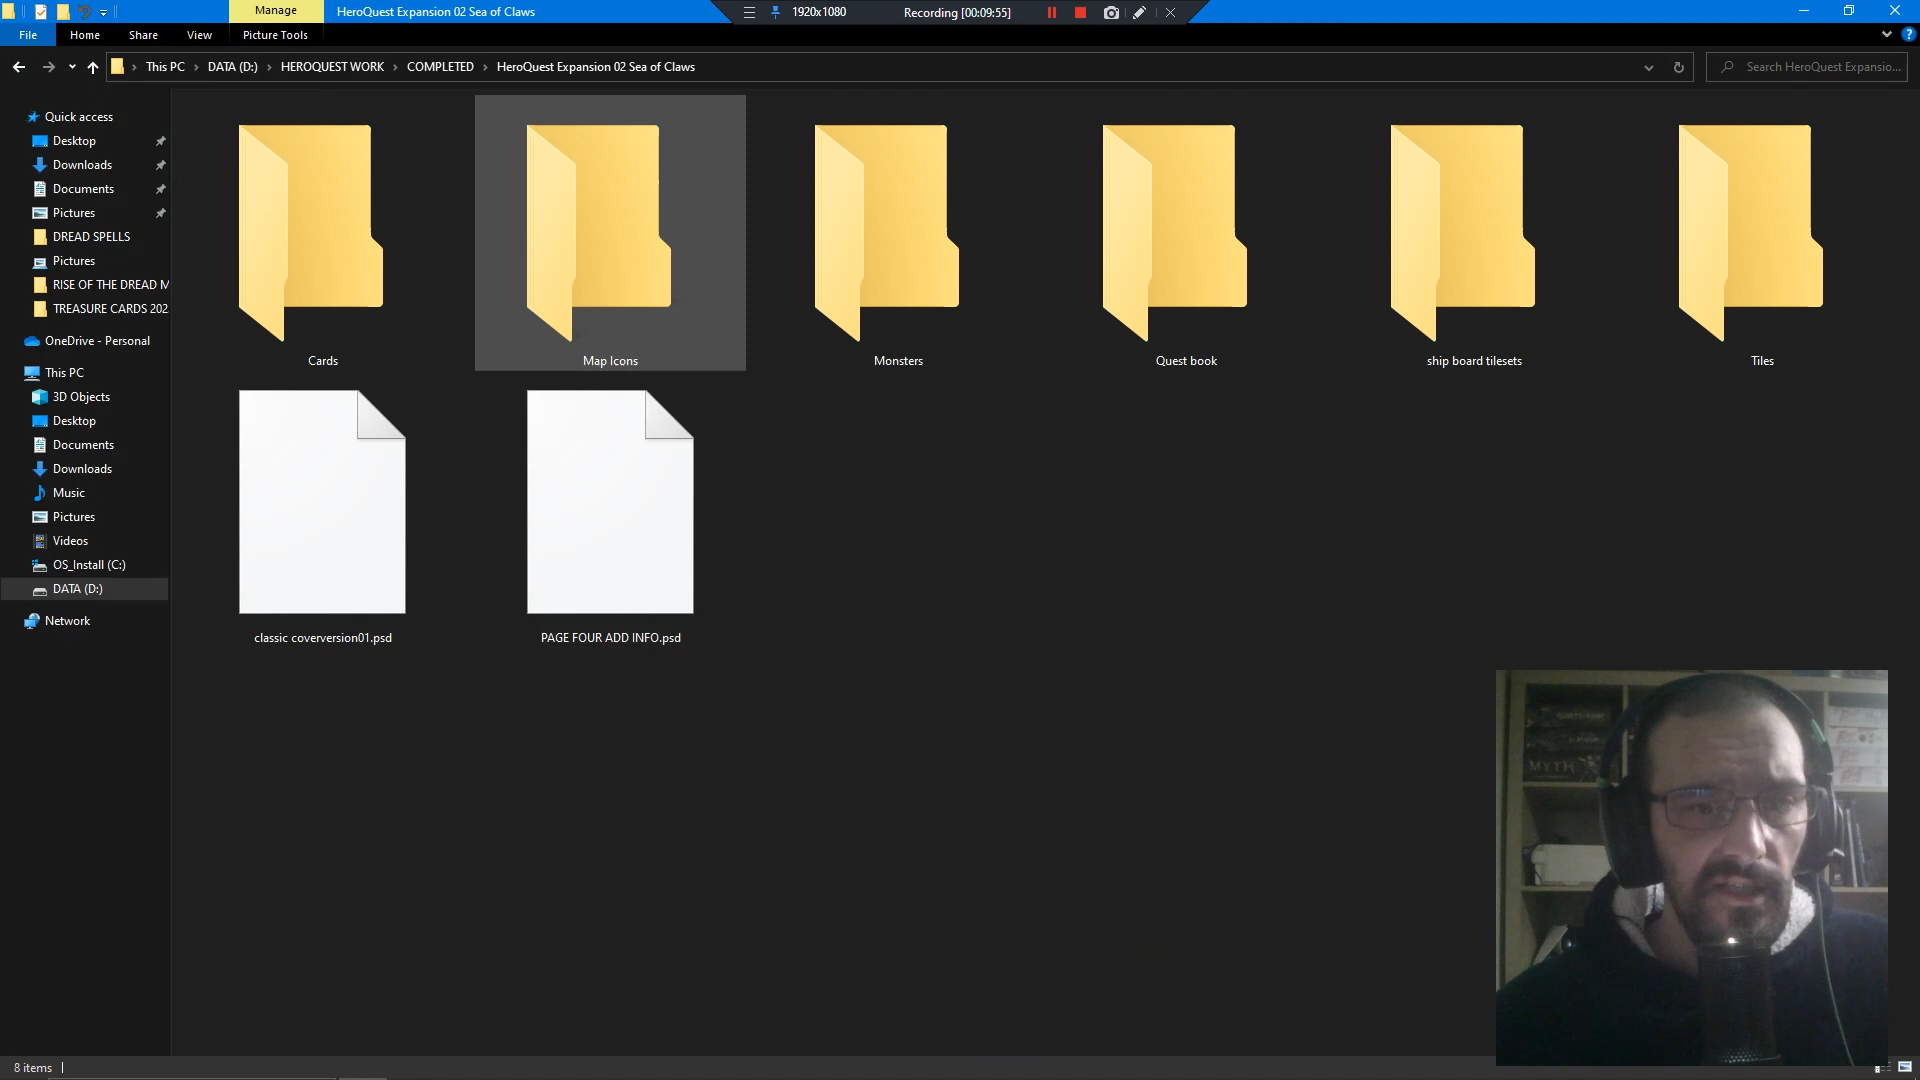 Manage
HeroQuest Expansion 02 Sea of Claws
1920x1080
Recording [00:09:55]
File
Home
Share
View
Picture Tools
This PC
DATA (D:)
HEROQUEST WORK
COMPLETED
HeroQuest Expansion 02 Sea of Claws
Search HeroQuest Expansio...
Quick access
Desktop
Downloads
Documents
Pictures
DREAD SPELLS
Pictures
RISE OF THE DREAD M
TREASURE CARDS 202
OneDrive - Personal
This PC
3D Objects
Desktop
Documents
Downloads
Music
Pictures
Videos
OS_Install (C:)
DATA (D:)
Network
Cards
Map Icons
Monsters
Quest book
ship board tilesets
Tiles
classic coverversion01.psd
PAGE FOUR ADD INFO.psd
MYTH
8 items